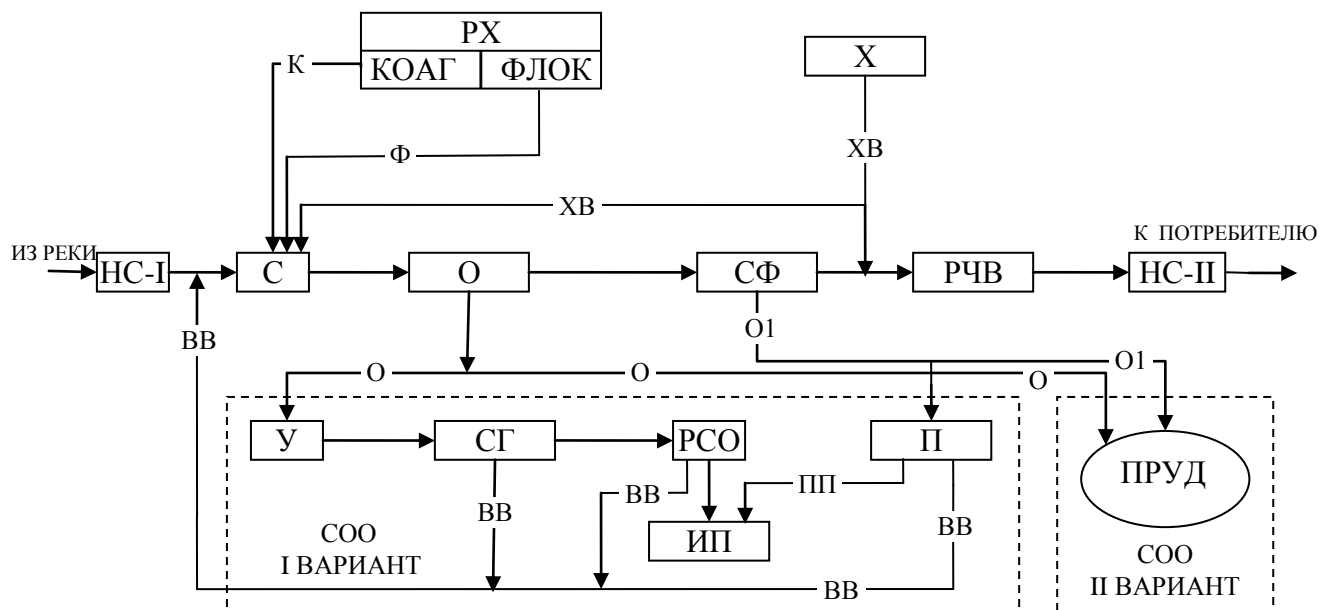 РХ
КОАГ ФЛОК
К
Х
Ф
ХВ
ХВ
ИЗ РЕКИ
К ПОТРЕБИТЕЛЮ
НС-I
С
О
СФ
РЧВ
НС-II
ВВ
О1
О
О
О
О1
У
СГ
РСО
П
ПРУД
ВВ
ВВ
ПП
ВВ
ИП
СОО
I ВАРИАНТ
ВВ
СОО
II ВАРИАНТ